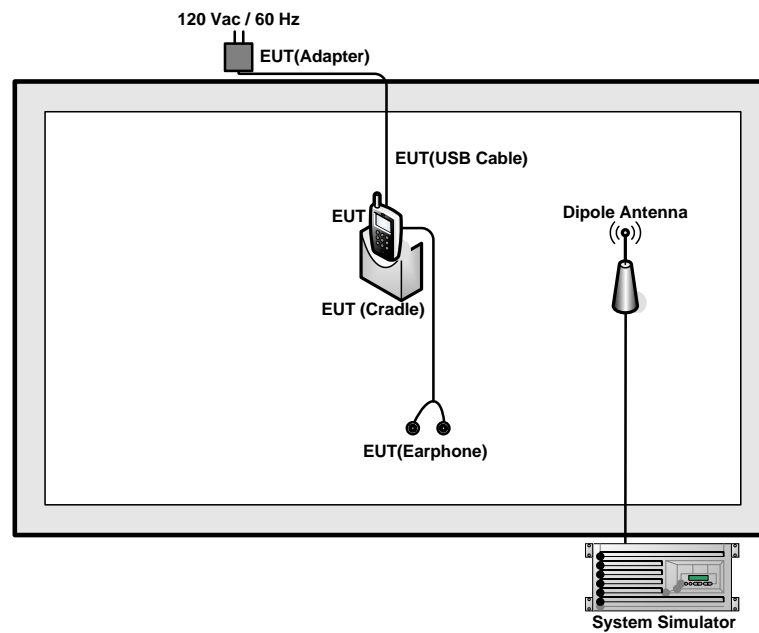 120 Vac / 60 Hz
EUT(Adapter)
EUT(USB Cable)
EUT
Dipole Antenna
EUT (Cradle)
EUT(Earphone)
System Simulator